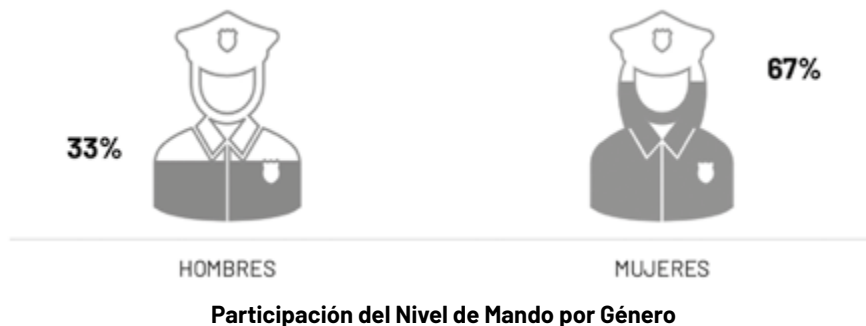 67%
33%
HOMBRES
MUJERES
Participación del Nivel de Mando por Género